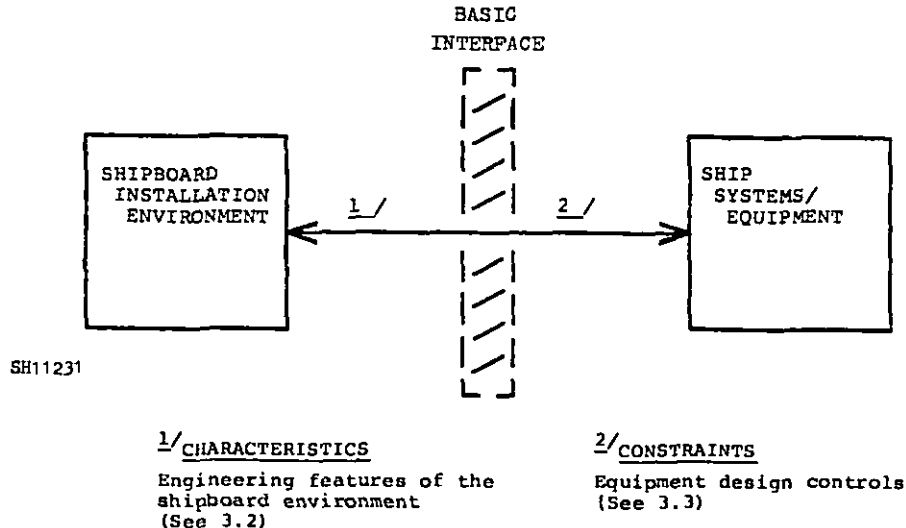 BASIC
INTERFACE
SHIPBOARD
INSTALLATION
ENVIRONMENT
1/
2/
SHIP
SYSTEMS/
EQUIPMENT
SH11231
1/ CHARACTERISTICS
Engineering features of the
shipboard environment
(See 3.2)
2/ CONSTRAINTS
Equipment design controls
(See 3.3)